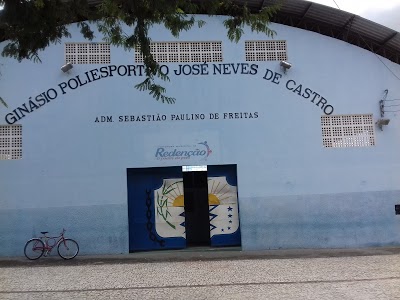 GINÁSIO POLIESPORTIVO JOSÉ NEVES DE CASTRO
ADM. SEBASTIÃO PAULINO DE FREITAS
Redenção